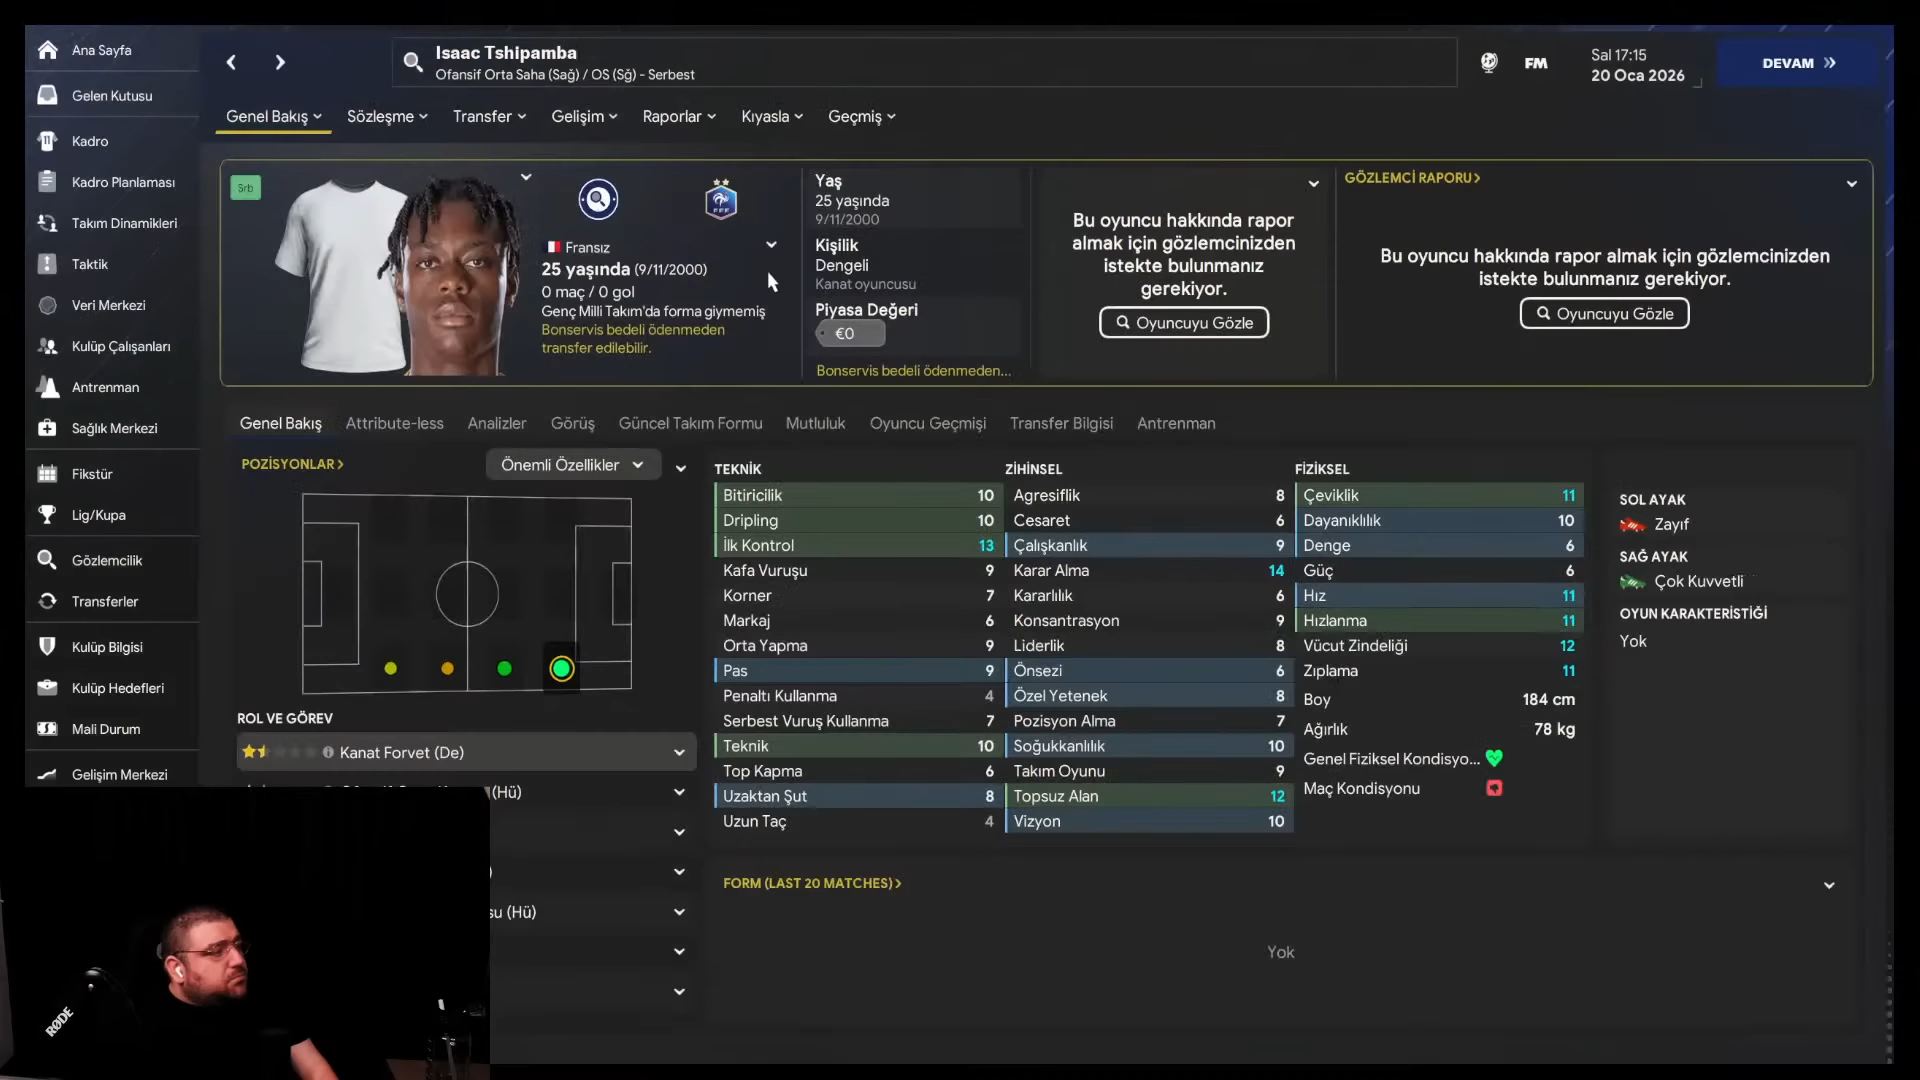 Ana Sayfa
Gelen Kutusu
Kadro
Kadro Planlaması
Takım Dinamikleri
Taktik
Veri Merkezi
Kulüp Çalışanları
Antrenman
Sağlık Merkezi
Fikstür
Lig/Kupa
Gözlemcilik
Transferler
Kulüp Bilgisi
Kulüp Hedefleri
Mali Durum
Gelişim Merkezi
Isaac Tshipamba
Ofansif Orta Saha (Sağ) / OS (Sğ) - Serbest
FM
Sal 17:15
20 Oca 2026
DEVAM
Genel Bakış
Sözleşme
Transfer
Gelişim
Raporlar
Kıyasla
Geçmiş
Srb
FFF
Fransız
25 yaşında (9/11/2000)
0 maç / 0 gol
Genç Milli Takım'da forma giymemiş
Bonservis bedeli ödenmeden
transfer edilebilir.
Yaş
25 yaşında
9/11/2000
Kişilik
Dengeli
Kanat oyuncusu
Piyasa Değeri
€0
Bonservis bedeli ödenmeden...
Bu oyuncu hakkında rapor
almak için gözlemcinizden
istekte bulunmanız
gerekiyor.
Oyuncuyu Gözle
GÖZLEMCİ RAPORU
Bu oyuncu hakkında rapor almak için gözlemcinizden
istekte bulunmanız gerekiyor.
Oyuncuyu Gözle
Genel Bakış
Attribute-less
Analizler
Görüş
Güncel Takım Formu
Mutluluk
Oyuncu Geçmişi
Transfer Bilgisi
Antrenman
POZİSYONLAR
Önemli Özellikler
ROL VE GÖREV
Kanat Forvet (De)
(Hü)
)
su (Hü)
TEKNİK
Bitiricilik 10
Dripling 10
İlk Kontrol 13
Kafa Vuruşu 9
Korner 7
Markaj 6
Orta Yapma 9
Pas 9
Penaltı Kullanma 4
Serbest Vuruş Kullanma 7
Teknik 10
Top Kapma 6
Uzaktan Şut 8
Uzun Taç 4
ZİHİNSEL
Agresiflik 8
Cesaret 6
Çalışkanlık 9
Karar Alma 14
Kararlılık 6
Konsantrasyon 9
Liderlik 8
Önsezi 6
Özel Yetenek 8
Pozisyon Alma 7
Soğukkanlılık 10
Takım Oyunu 9
Topsuz Alan 12
Vizyon 10
FİZİKSEL
Çeviklik 11
Dayanıklılık 10
Denge 6
Güç 6
Hız 11
Hızlanma 11
Vücut Zindeliği 12
Zıplama 11
Boy 184 cm
Ağırlık 78 kg
Genel Fiziksel Kondisyo...
Maç Kondisyonu
SOL AYAK
Zayıf
SAĞ AYAK
Çok Kuvvetli
OYUN KARAKTERİSTİĞİ
Yok
FORM (LAST 20 MATCHES)
Yok
RØDE